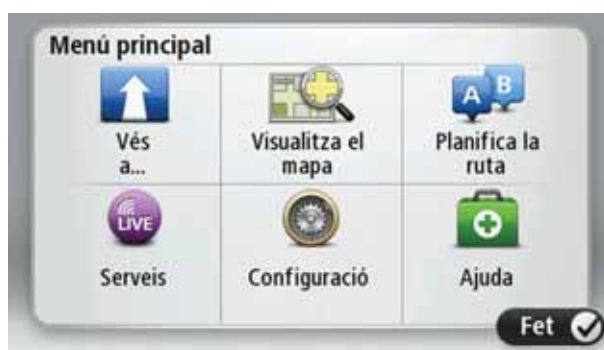 Menú principal
Vés
a...
Visualitza el
mapa
A B
Planifica la
ruta
LIVE
Serveis
Configuració
Ajuda
Fet